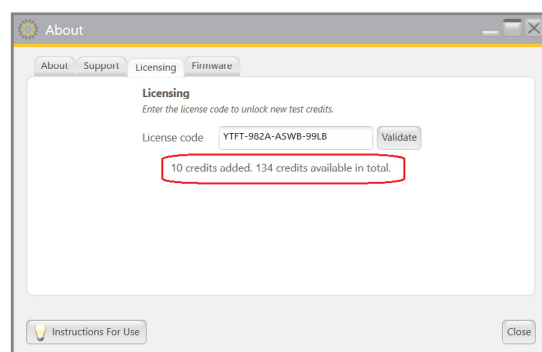 About
About Support Licensing Firmware
Licensing
Enter the license code to unlock new test credits.
License code YTFT-982A-ASWB-99LB Validate
10 credits added. 134 credits available in total.
Instructions For Use Close